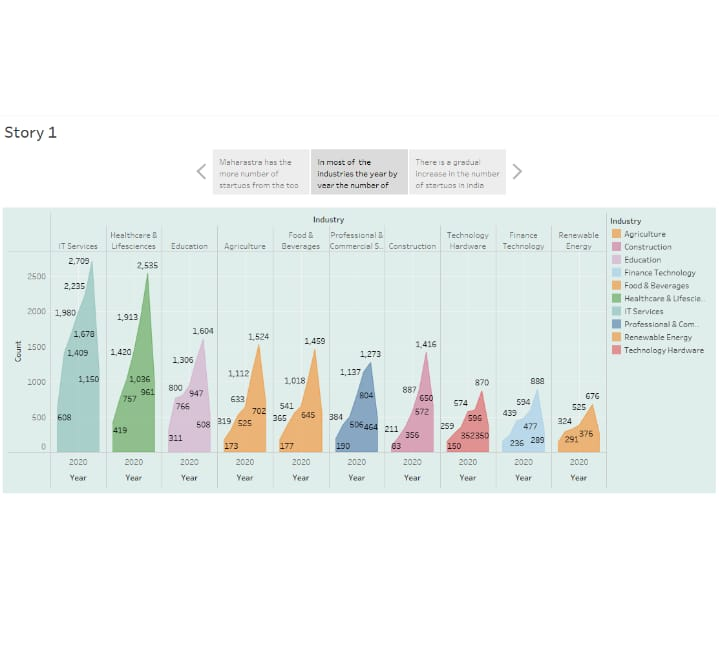 Story 1
Maharastra has the
more number of
startups from the top
In most of the
industries the year by
year the number of
There is a gradual
increase in the number
of startups in India
Industry
IT Services
Healthcare &
Lifesciences
Education
Agriculture
Food &
Beverages
Professional &
Commercial S..
Construction
Technology
Hardware
Finance
Technology
Renewable
Energy
Count
2500
2000
1500
1000
500
0
2,709
2,235
1,980
1,678
1,409
1,150
608
2,535
1,913
1,420
1,036
961
757
419
1,604
1,306
800
947
766
508
311
1,524
1,112
633
702
319
525
173
1,459
1,018
541
645
365
177
1,273
1,137
804
384
506
464
190
1,416
887
650
572
211
356
83
870
574
596
259
352
350
150
888
594
439
477
236
289
676
525
324
376
291
2020
2020
2020
2020
2020
2020
2020
2020
2020
2020
Year
Year
Year
Year
Year
Year
Year
Year
Year
Year
Industry
Agriculture
Construction
Education
Finance Technology
Food & Beverages
Healthcare & Lifescie..
IT Services
Professional & Com..
Renewable Energy
Technology Hardware